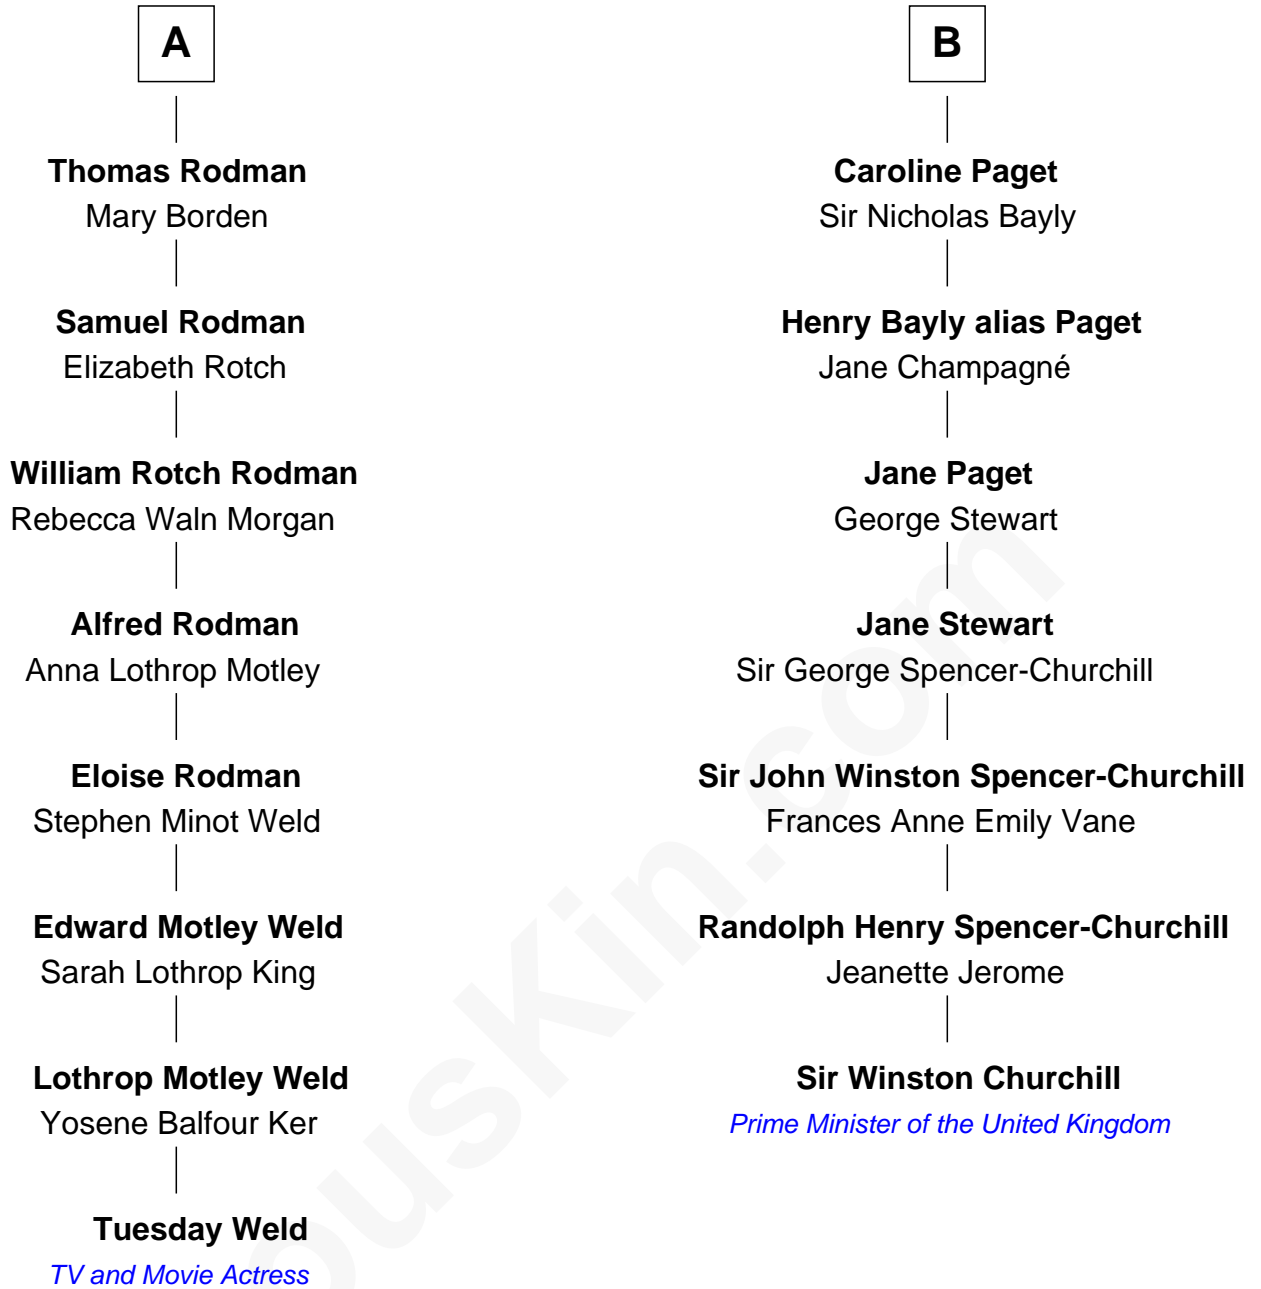 A
Thomas Rodman
Mary Borden
Samuel Rodman
Elizabeth Rotch
William Rotch Rodman
Rebecca Waln Morgan
Alfred Rodman
Anna Lothrop Motley
Eloise Rodman
Stephen Minot Weld
Edward Motley Weld
Sarah Lothrop King
Lothrop Motley Weld
Yosene Balfour Ker
Tuesday Weld
TV and Movie Actress
B
Caroline Paget
Sir Nicholas Bayly
Henry Bayly alias Paget
Jane Champagné
Jane Paget
George Stewart
Jane Stewart
Sir George Spencer-Churchill
Sir John Winston Spencer-Churchill
Frances Anne Emily Vane
Randolph Henry Spencer-Churchill
Jeanette Jerome
Sir Winston Churchill
Prime Minister of the United Kingdom
ousKin.com